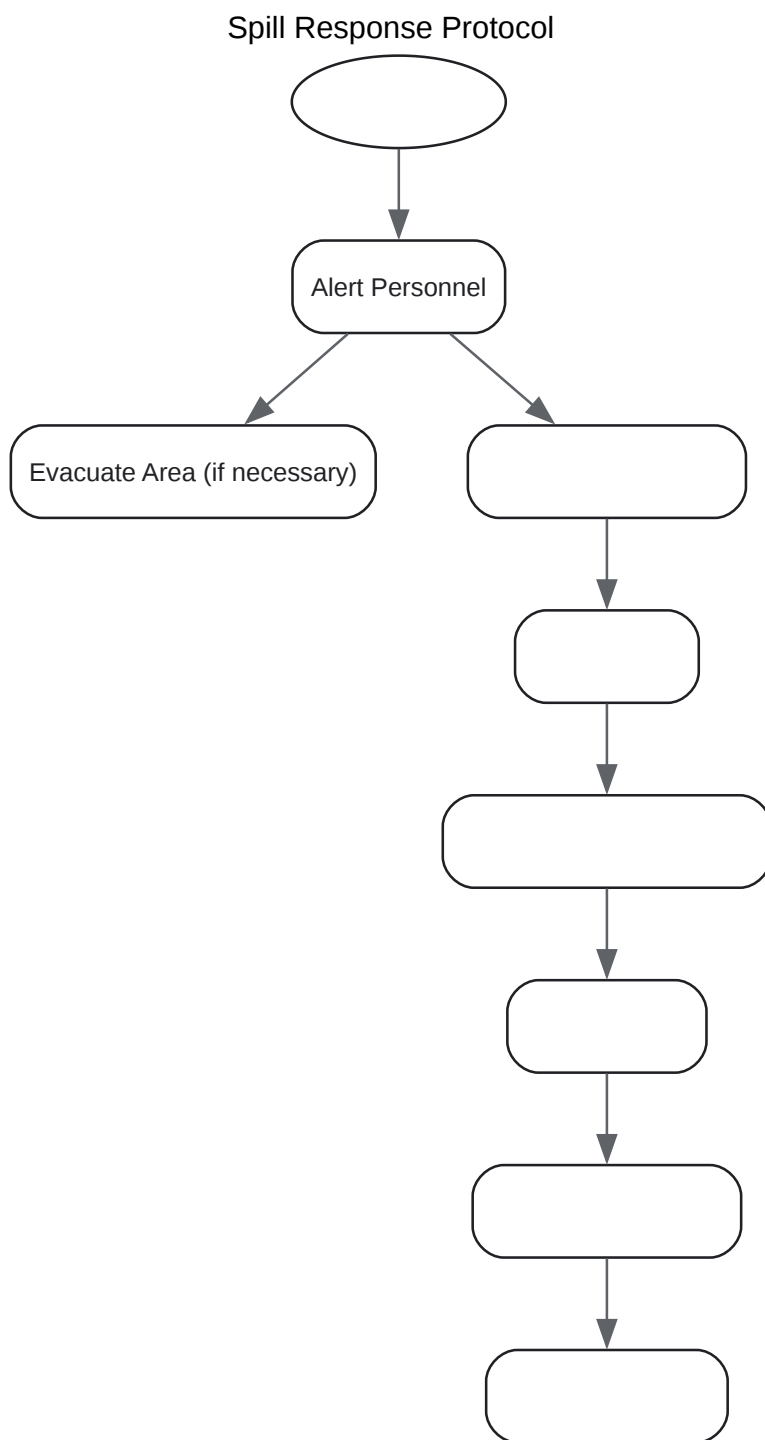 Spill Response Protocol
Alert Personnel
Evacuate Area (if necessary)